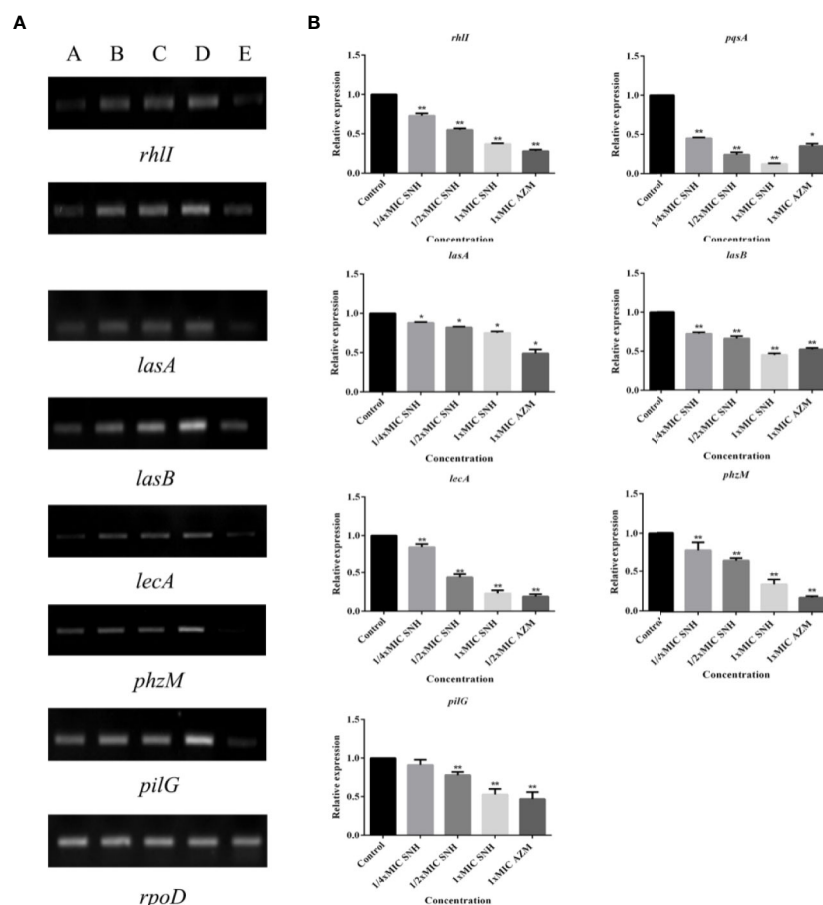 A
A B C D E
rhlI
lasA
lasB
lecA
phzM
pilG
rpoD
B
rhlI
Relative expression
1.5
1.0
0.5
0.0
Control
1/4xMIC SNH
1/2xMIC SNH
1xMIC SNH
1xMIC AZM
** ** ** **
Concentration
pqsA
Relative expression
1.5
1.0
0.5
0.0
Control
1/4xMIC SNH
1/2xMIC SNH
1xMIC SNH
1xMIC AZM
** ** ** *
Concentration
lasA
Relative expression
1.5
1.0
0.5
0.0
Control
1/4xMIC SNH
1/2xMIC SNH
1xMIC SNH
1xMIC AZM
* * * *
Concentration
lasB
Relative expression
1.5
1.0
0.5
0.0
Control
1/4xMIC SNH
1/2xMIC SNH
1xMIC SNH
1xMIC AZM
** ** ** **
Concentration
lecA
Relative expression
1.5
1.0
0.5
0.0
Control
1/4xMIC SNH
1/2xMIC SNH
1xMIC SNH
1/2xMIC AZM
** ** ** **
Concentration
phzM
Relative expression
1.5
1.0
0.5
0.0
Control
1/4xMIC SNH
1/2xMIC SNH
1xMIC SNH
1xMIC AZM
** ** ** **
Concentration
pilG
Relative expression
1.5
1.0
0.5
0.0
Control
1/4xMIC SNH
1/2xMIC SNH
1xMIC SNH
1xMIC AZM
** ** **
Concentration